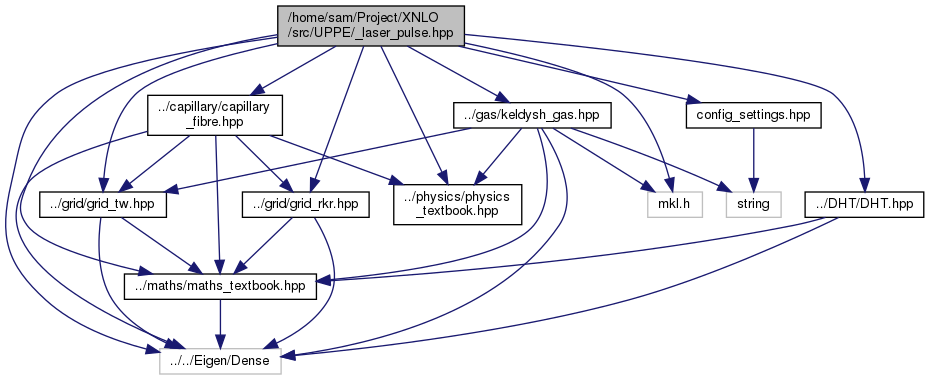 /home/sam/Project/XNLO
/src/UPPE/_laser_pulse.hpp
../capillary/capillary
_fibre.hpp
../gas/keldysh_gas.hpp
config_settings.hpp
../grid/grid_tw.hpp
../grid/grid_rkr.hpp
../physics/physics
_textbook.hpp
mkl.h
string
../DHT/DHT.hpp
../maths/maths_textbook.hpp
../../Eigen/Dense